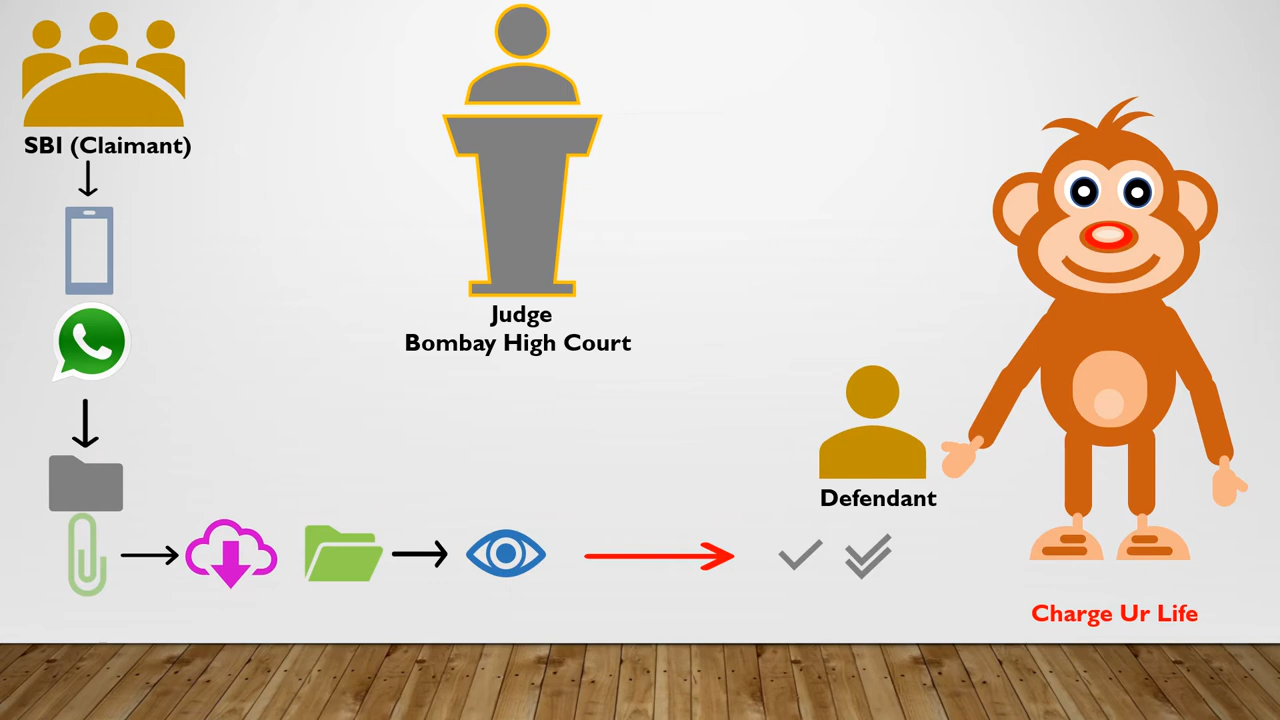 SBI (Claimant)
Judge
Bombay High Court
Defendant
Charge Ur Life